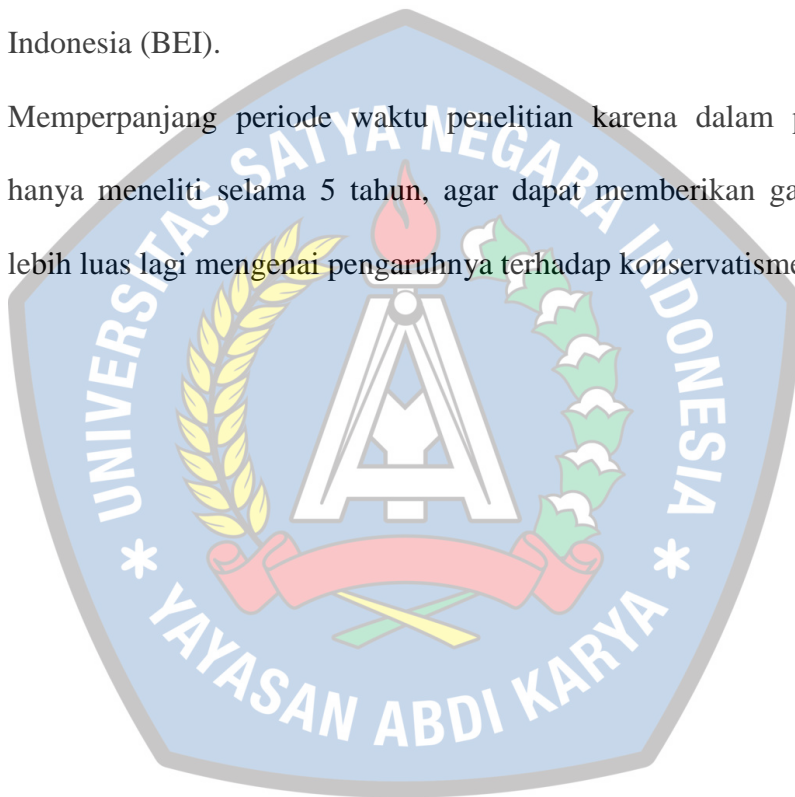 Indonesia (BEI).
Memperpanjang periode waktu penelitian karena dalam
hanya meneliti selama 5 tahun, agar dapat memberikan
lebih luas lagi mengenai pengaruhnya terhadap konservatisme
UNIVERSITAS SATYA NEGARA INDONESIA
* YAYASAN ABDI KARYA *